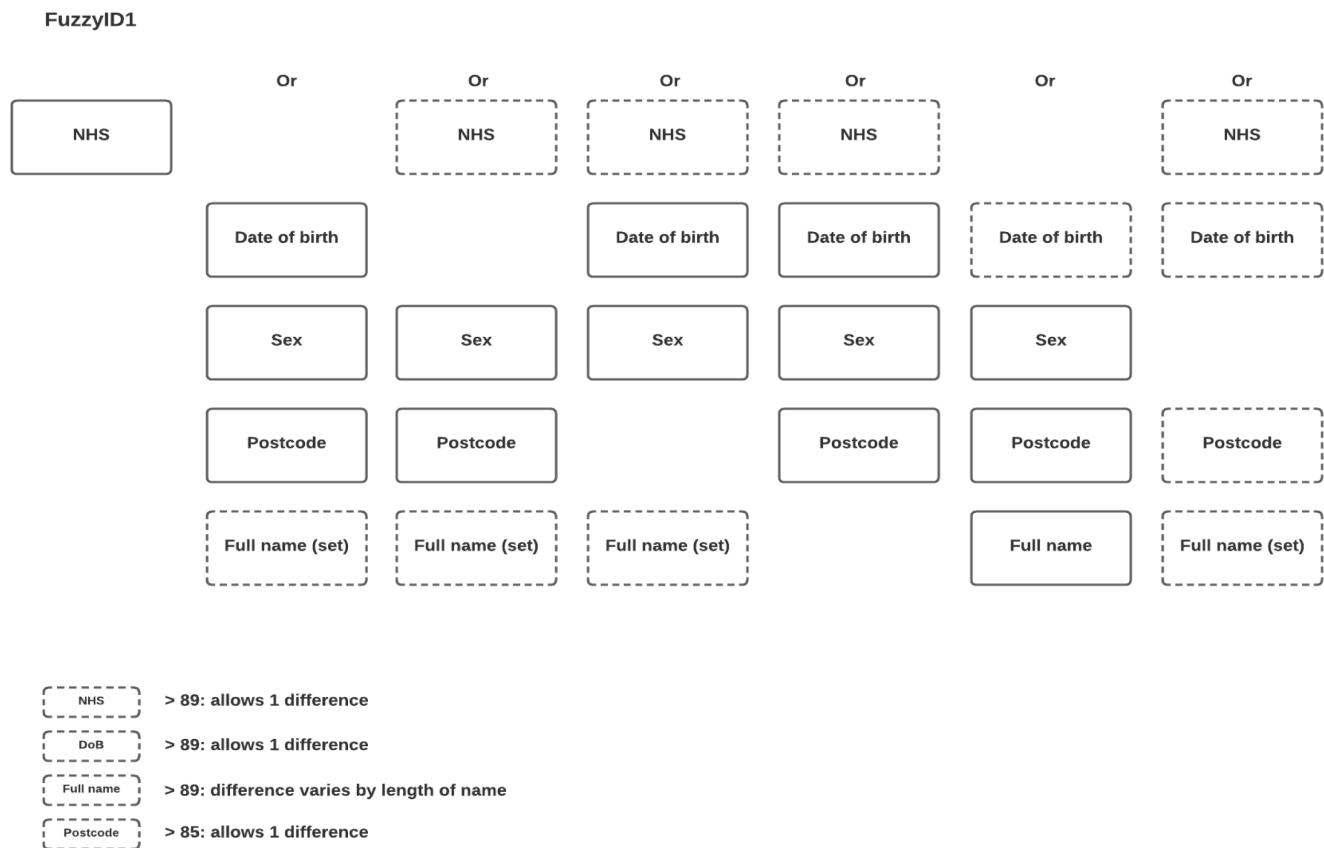 FuzzyID1
Or Or Or Or Or Or
NHS NHS NHS NHS NHS
Date of birth Date of birth Date of birth Date of birth Date of birth
Sex Sex Sex Sex Sex
Postcode Postcode Postcode Postcode Postcode
Full name (set) Full name (set) Full name (set) Full name Full name (set)
NHS > 89: allows 1 difference
DoB > 89: allows 1 difference
Full name > 89: difference varies by length of name
Postcode > 85: allows 1 difference